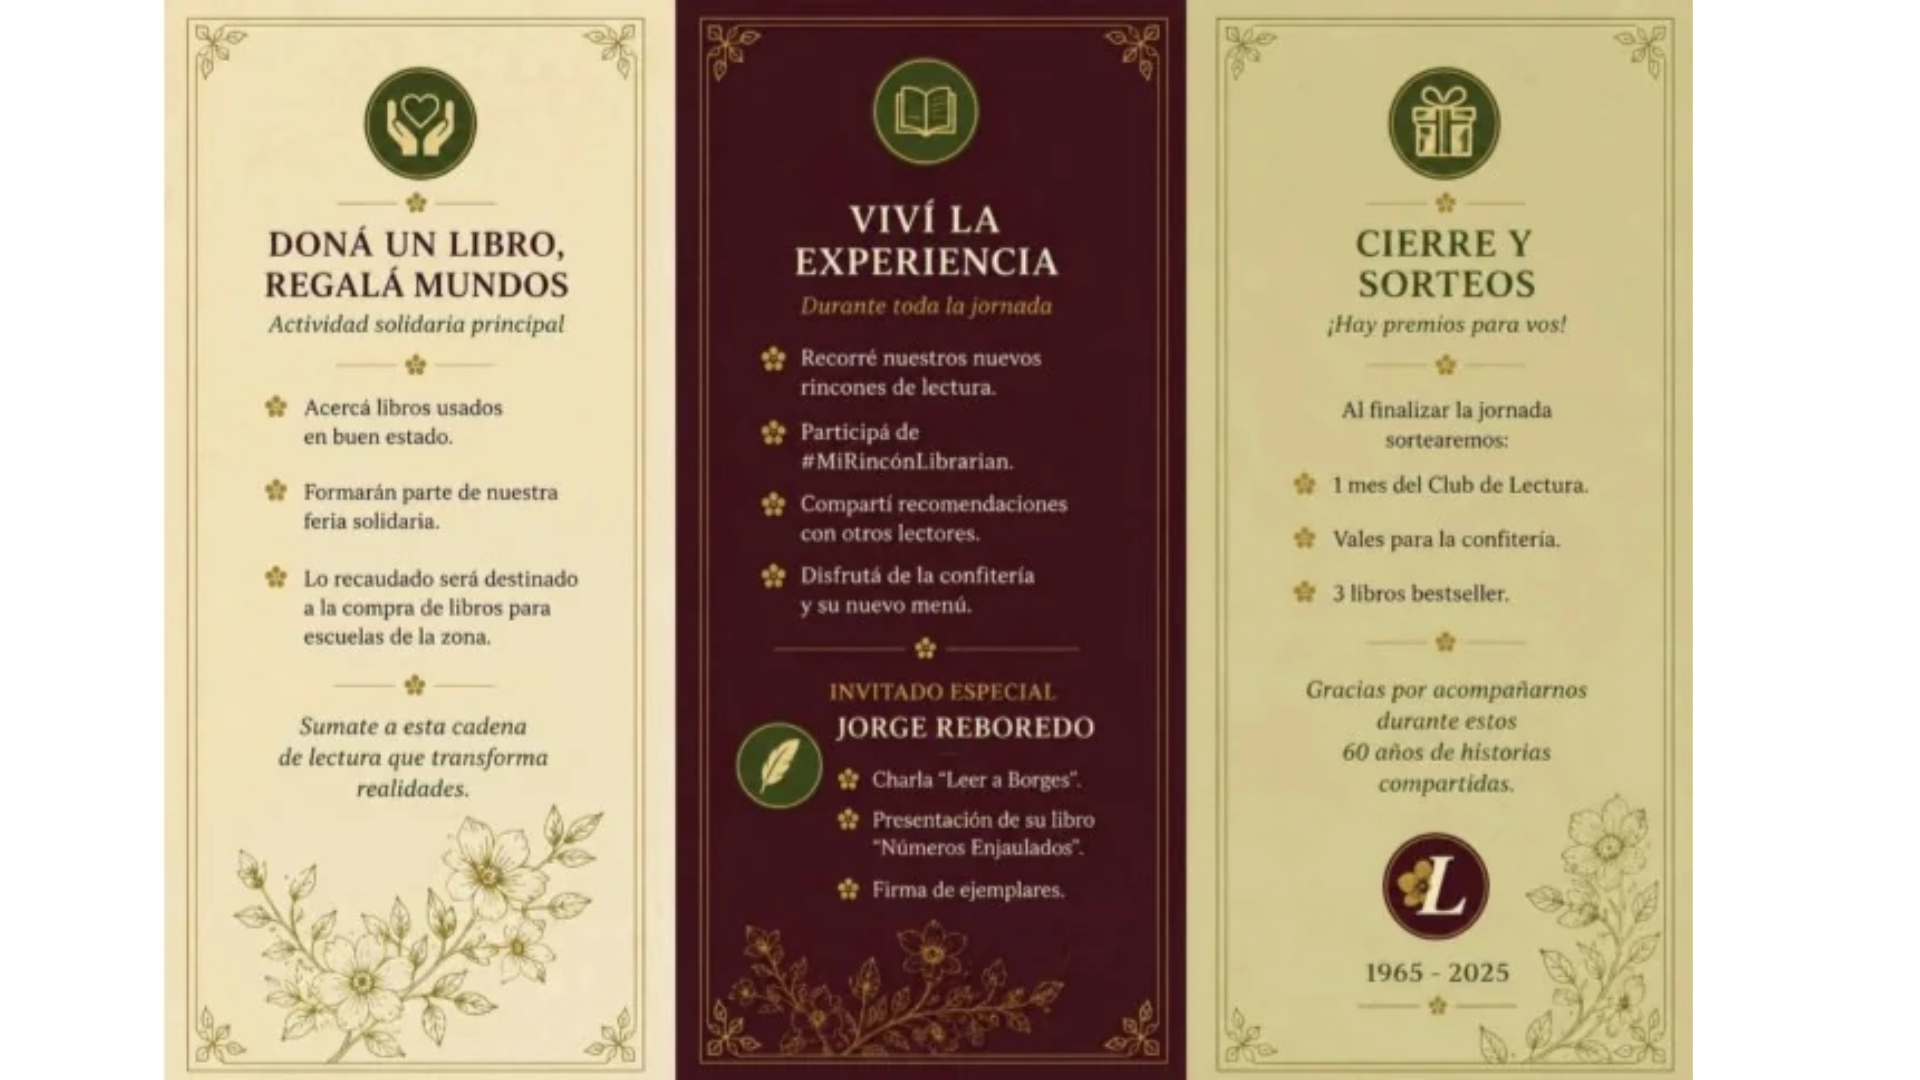 DONÁ UN LIBRO,
REGALÁ MUNDOS
Actividad solidaria principal
Acercá libros usados
en buen estado.
Formarán parte de nuestra
feria solidaria.
Lo recaudado será destinado
a la compra de libros para
escuelas de la zona.
Sumate a esta cadena
de lectura que transforma
realidades.
VIVÍ LA
EXPERIENCIA
Durante toda la jornada
Recorré nuestros nuevos
rincones de lectura.
Participá de
#MiRincónLibrarian.
Compartí recomendaciones
con otros lectores.
Disfrutá de la confitería
y su nuevo menú.
INVITADO ESPECIAL
JORGE REBOREDO
Charla “Leer a Borges”.
Presentación de su libro
“Números Enjaulados”.
Firma de ejemplares.
CIERRE Y
SORTEOS
¡Hay premios para vos!
Al finalizar la jornada
sortearemos:
1 mes del Club de Lectura.
Vales para la confitería.
3 libros bestseller.
Gracias por acompañarnos
durante estos
60 años de historias
compartidas.
L
1965 - 2025